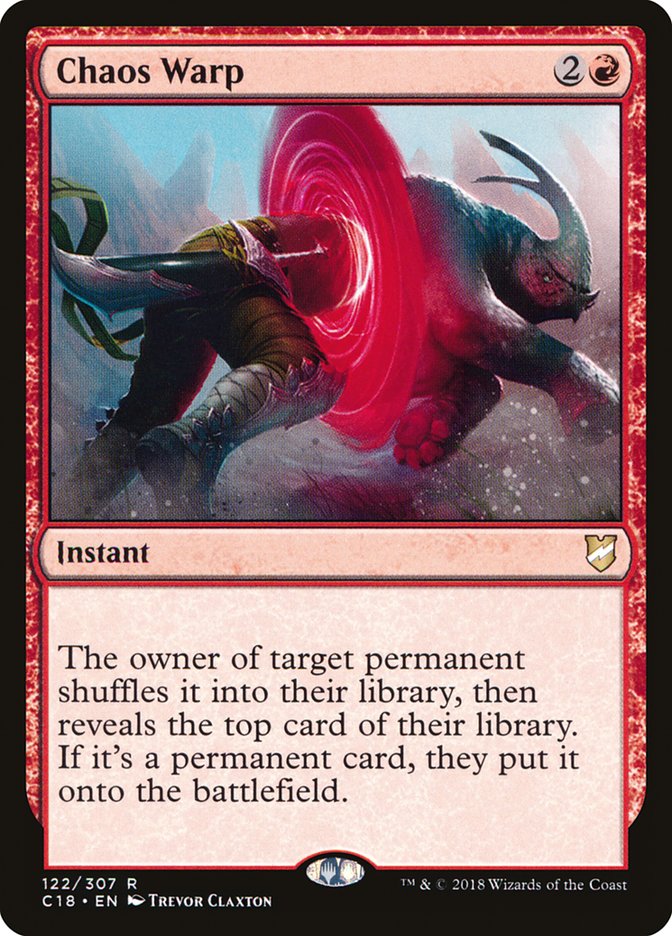 Chaos Warp 2
Instant
The owner of target permanent
shuffles it into their library, then
reveals the top card of their library.
If it's a permanent card, they put it
onto the battlefield.
122/307 R
C18 • EN Trevor Claxton
™ & © 2018 Wizards of the Coast